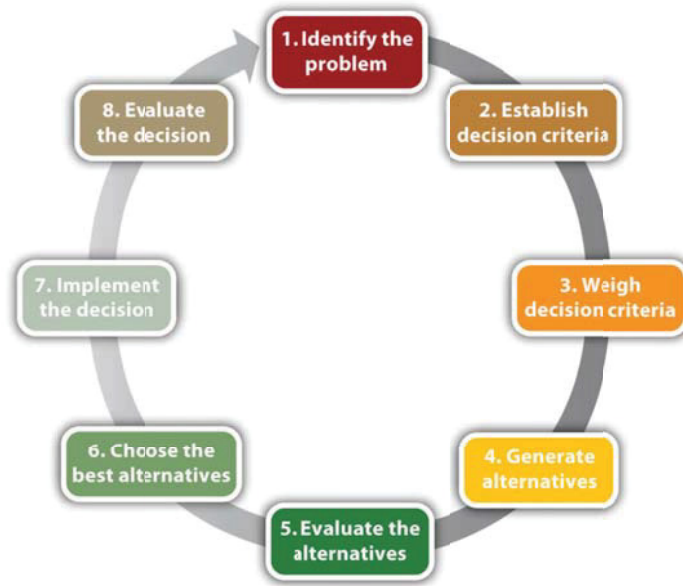 1. Identify the
problem
2. Establish
decision criteria
3. Weigh
decision criteria
4. Generate
alternatives
5. Evaluate the
alternatives
6. Choose the
best alternatives
7. Implement
the decision
8. Evaluate
the decision